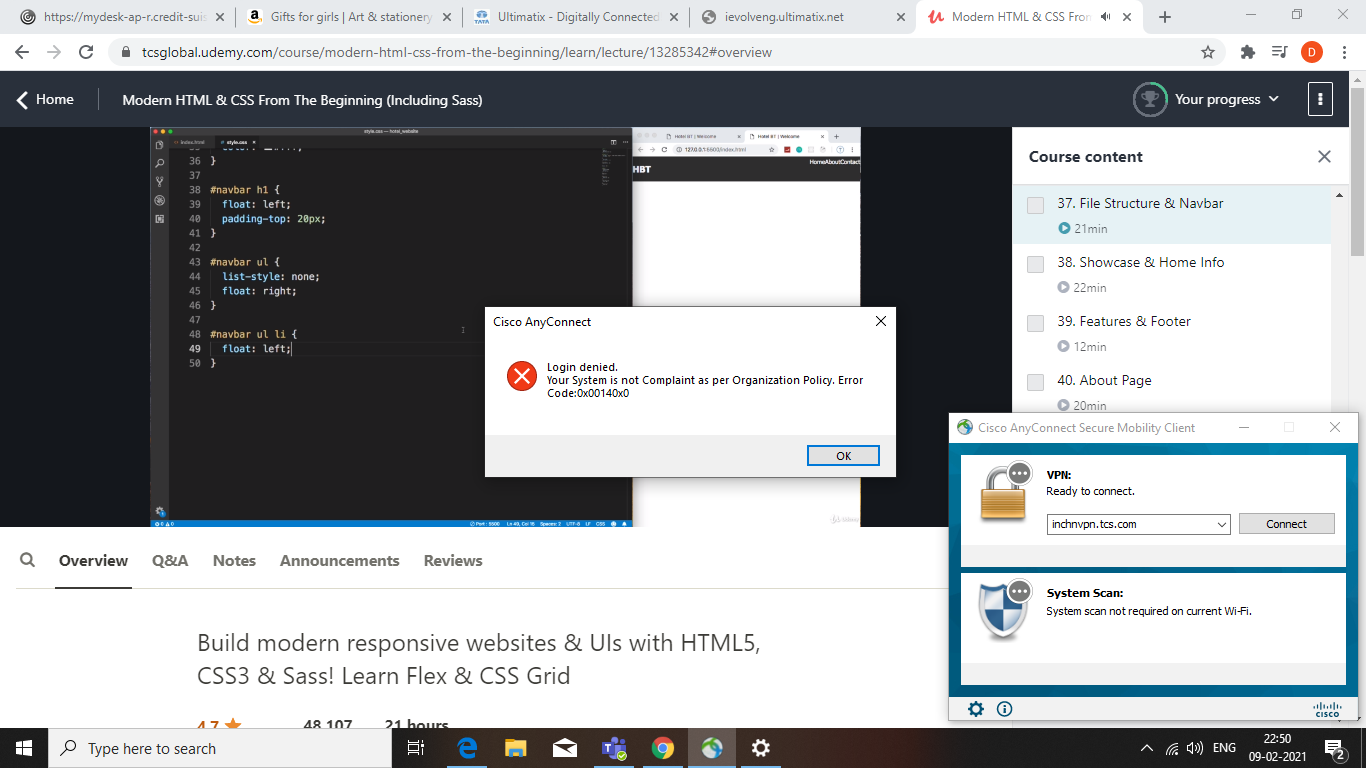 https://mydesk-ap-r.credit-suis
Gifts for girls | Art & stationery
Ultimatix - Digitally Connected
ievolveng.ultimatix.net
Modern HTML & CSS From
tcsglobal.udemy.com/course/modern-html-css-from-the-beginning/learn/lecture/13285342#overview
D
Home
Modern HTML & CSS From The Beginning (Including Sass)
Your progress
style.css — hotel_website
index.html
style.css
36 }
37
38 #navbar h1 {
39 float: left;
40 padding-top: 20px;
41 }
42
43 #navbar ul {
44 list-style: none;
45 float: right;
46 }
47
48 #navbar ul li {
49 float: left;
50 }
Hotel BT | Welcome
Hotel BT | Welcome
127.0.0.1:5500/index.html
HBT
HomeAboutContact
Course content
37. File Structure & Navbar
21min
38. Showcase & Home Info
22min
39. Features & Footer
12min
40. About Page
20min
Cisco AnyConnect
Login denied.
Your System is not Complaint as per Organization Policy. Error
Code:0x00140x0
OK
Cisco AnyConnect Secure Mobility Client
VPN:
Ready to connect.
inchnvpn.tcs.com
Connect
System Scan:
System scan not required on current Wi-Fi.
CISCO
Overview
Q&A
Notes
Announcements
Reviews
Build modern responsive websites & UIs with HTML5,
CSS3 & Sass! Learn Flex & CSS Grid
4.7
48,107
21 hours
Type here to search
ENG
22:50
09-02-2021
2